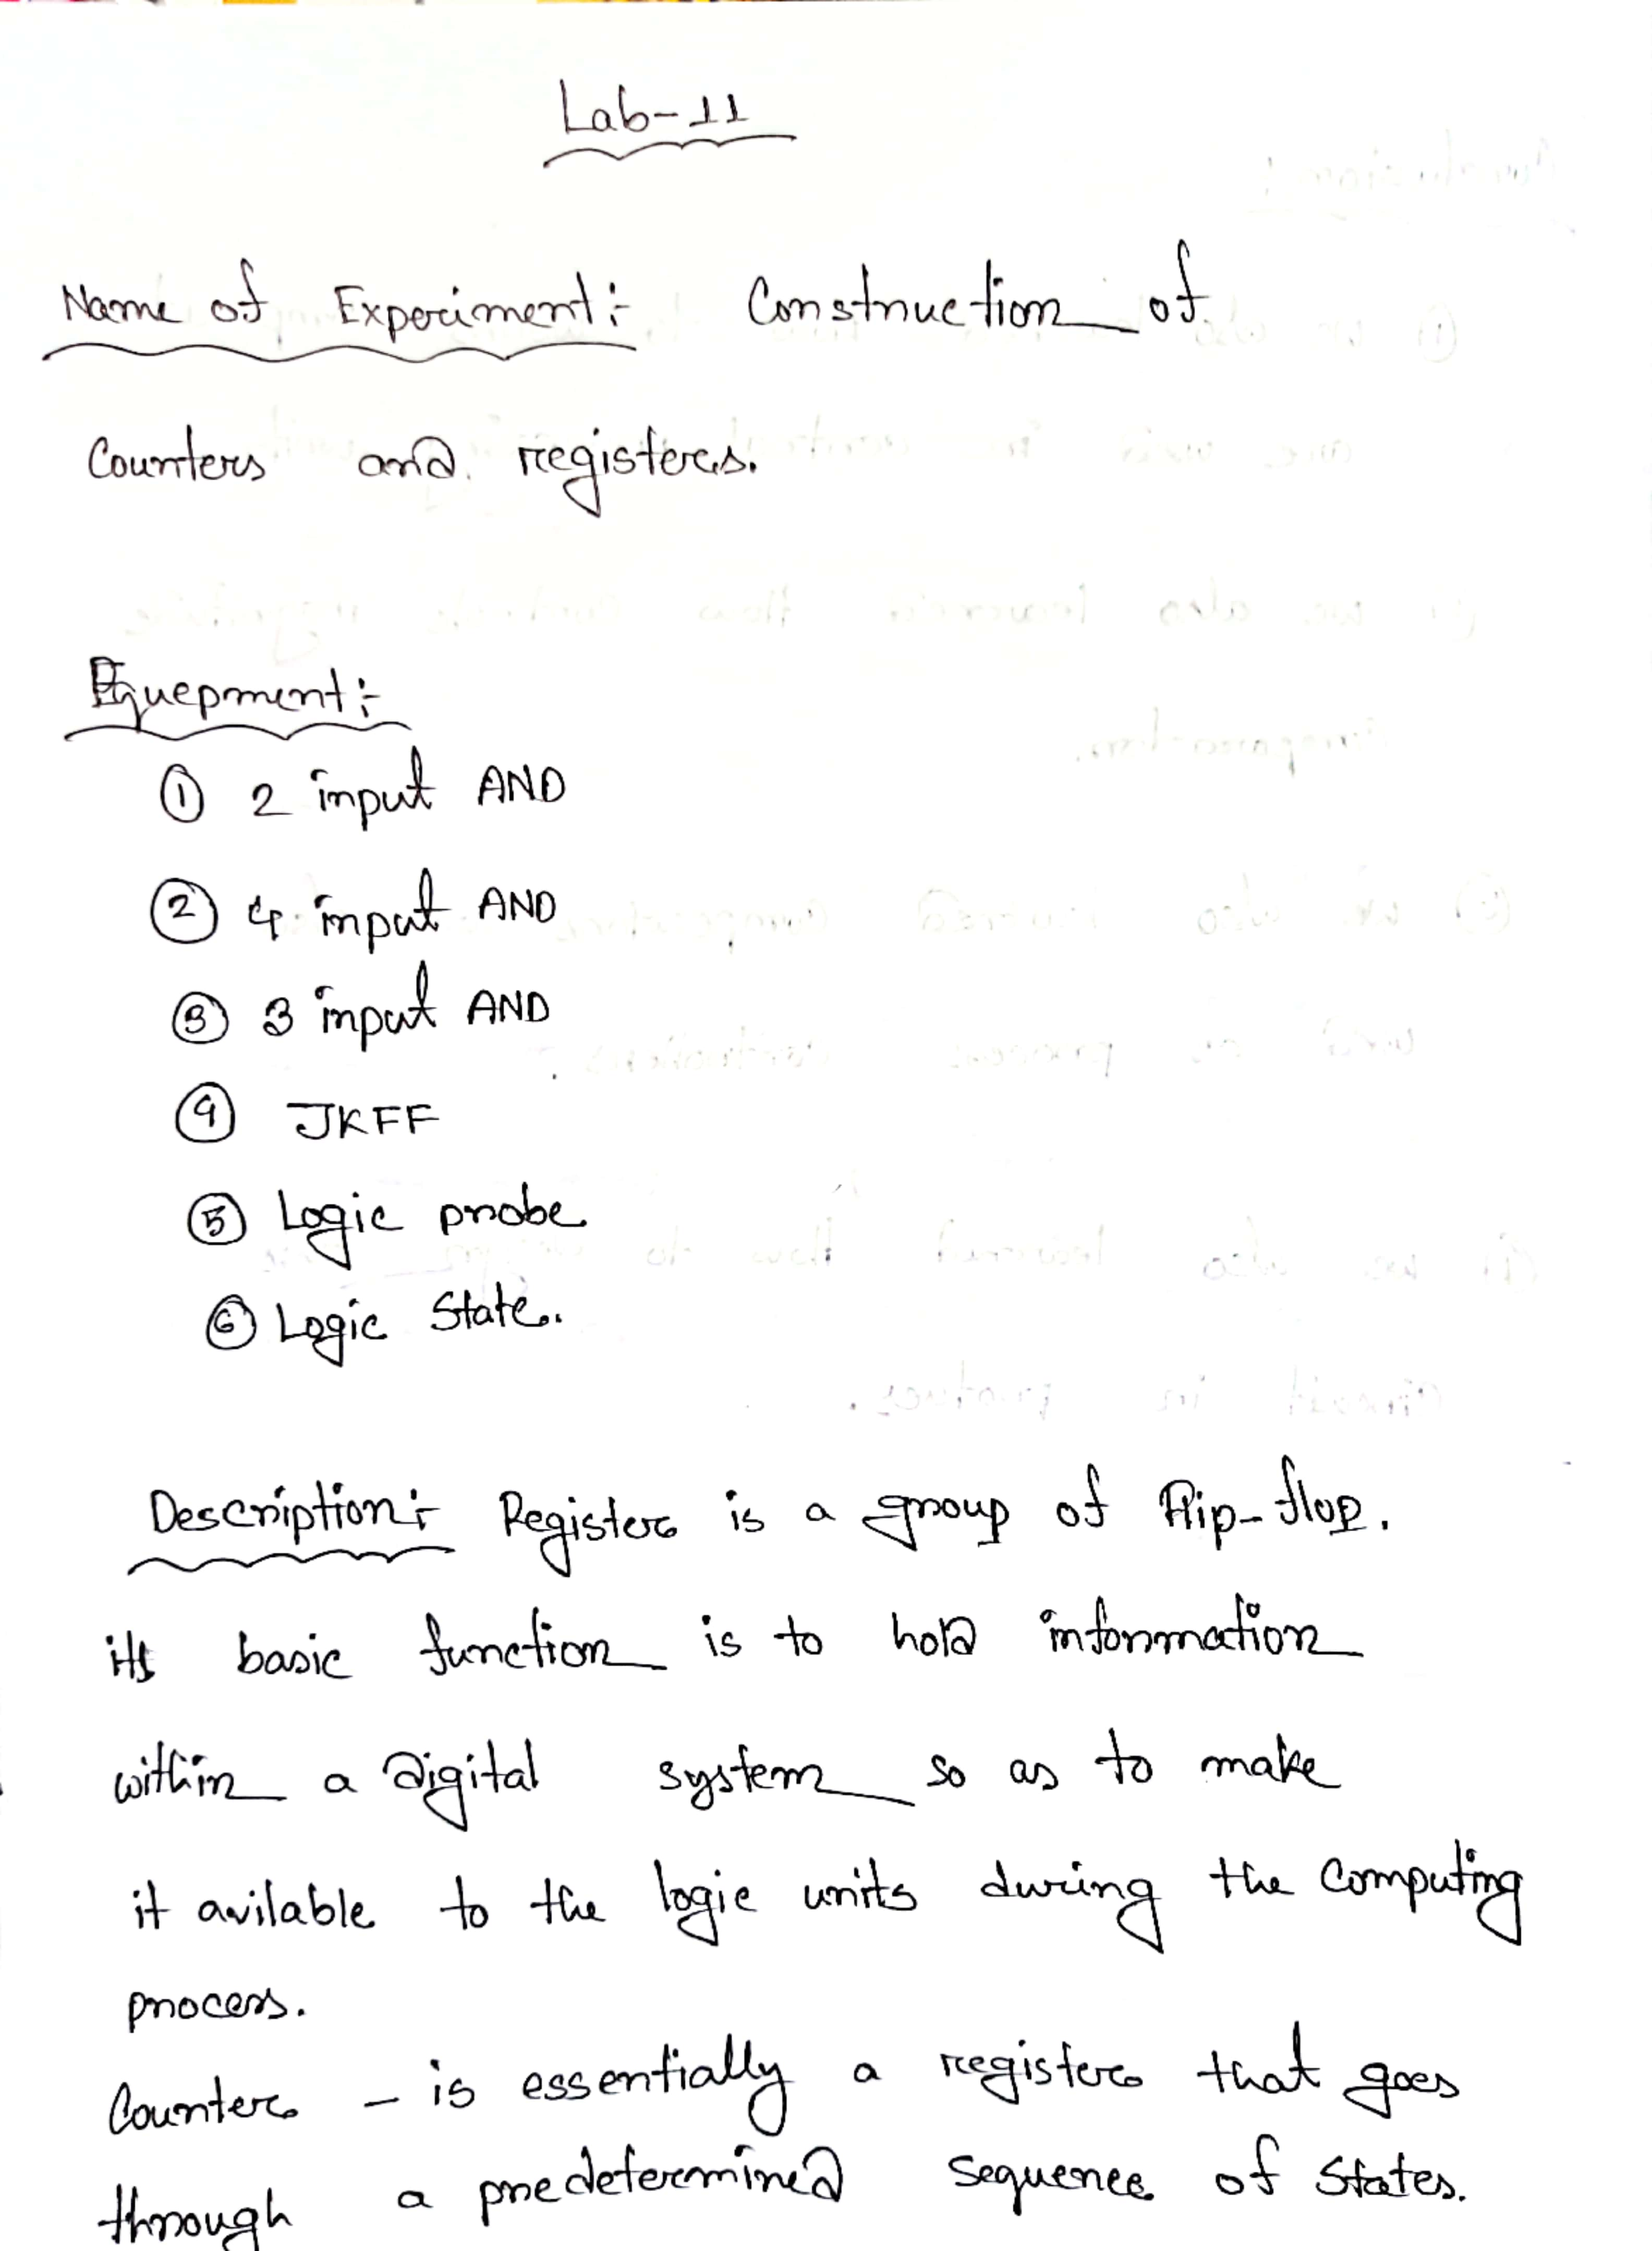 Lab-11
Name of Experiment:- Construction of
Counters and registers.
Equepment:-
① 2 input AND
② 4 input AND
③ 3 input AND
④ JKFF
⑤ Logic probe
⑥ Logic State.
Description:- Register is a group of flip-flop.
its basic function is to hold information
within a digital system so as to make
it avilable to the logic units during the computing
process.
Counter - is essentially a register that goes
through a predetermined sequence of states.